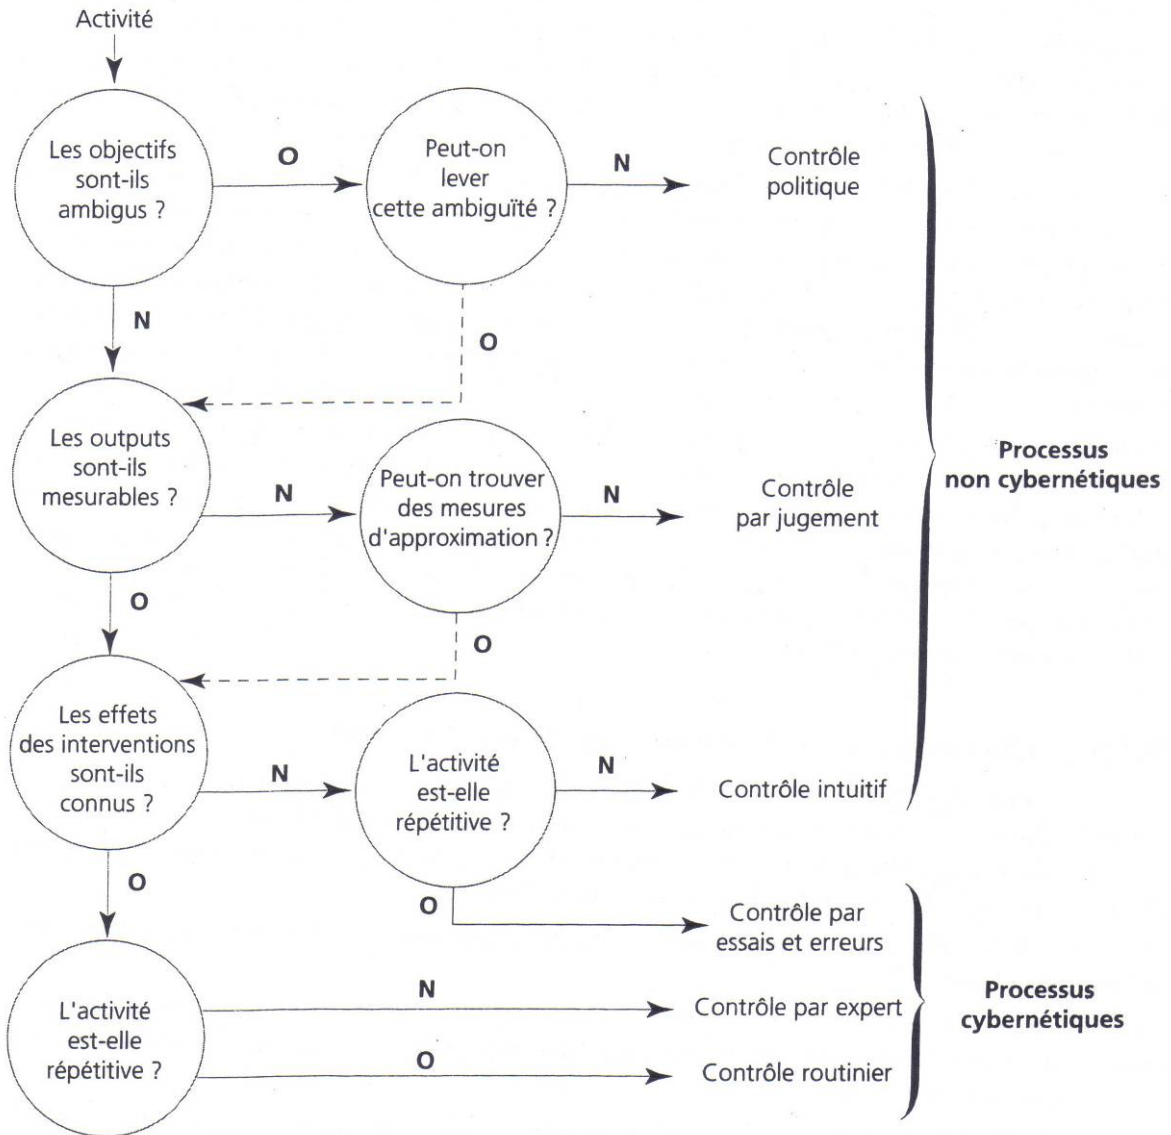 Activité
Les objectifs
sont-ils
ambigus ?
O
Peut-on
lever
cette ambiguïté ?
N
Contrôle
politique
N
O
Les outputs
sont-ils
mesurables ?
N
Peut-on trouver
des mesures
d'approximation ?
N
Contrôle
par jugement
Processus
non cybernétiques
O
O
Les effets
des interventions
sont-ils
connus ?
N
L'activité
est-elle
répétitive ?
N
Contrôle intuitif
O
O
Contrôle par
essais et erreurs
L'activité
est-elle
répétitive ?
N
Contrôle par expert
O
Contrôle routinier
Processus
cybernétiques